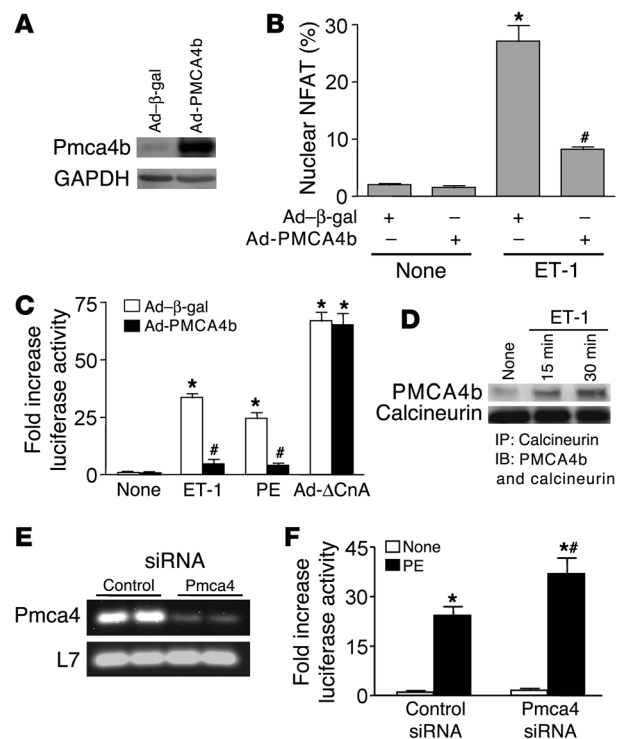 A
Ad–β-gal
Ad-PMCA4b
Pmca4b
GAPDH
B
Nuclear NFAT (%)
30
20
10
0
Ad–β-gal + – + –
Ad-PMCA4b – + – +
None ET-1
*
#
C
Fold increase
luciferase activity
75
50
25
0
Ad–β-gal
Ad-PMCA4b
*
#
*
#
* *
None ET-1 PE Ad-ΔCnA
D
ET-1
None
15 min
30 min
PMCA4b
Calcineurin
IP: Calcineurin
IB: PMCA4b
and calcineurin
E
siRNA
Control Pmca4
Pmca4
L7
F
Fold increase
luciferase activity
45
30
15
0
None
PE
*
*#
Control
siRNA
Pmca4
siRNA